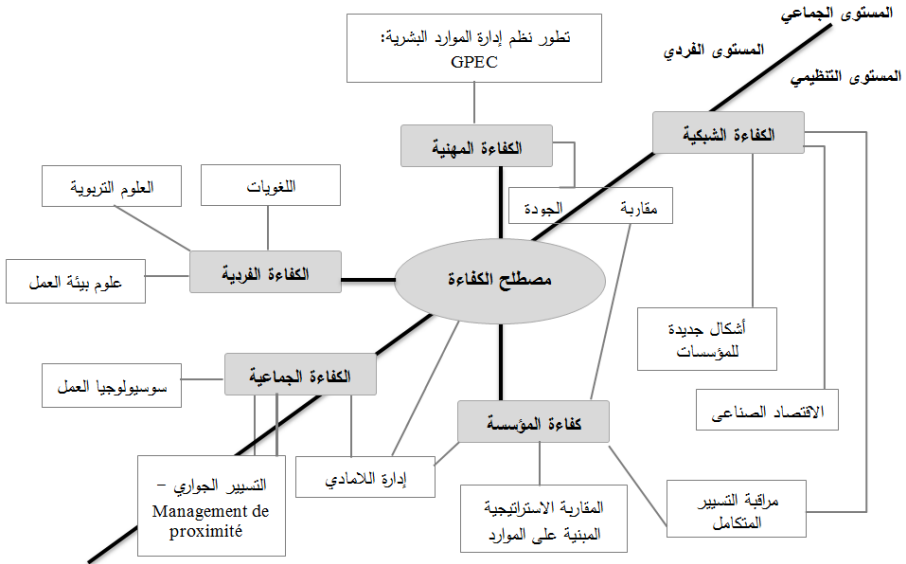 المستوى الجماعي
المستوى الفردي
المستوى التنظيمي
تطور نظم إدارة الموارد البشرية:
GPEC
الكفاءة الشبكية
الكفاءة المهنية
اللغويات
العلوم التربوية
مقاربة الجودة
الكفاءة الفردية
مصطلح الكفاءة
علوم بيئة العمل
أشكال جديدة
للمؤسسات
الكفاءة الجماعية
سوسيولوجيا العمل
الاقتصاد الصناعى
كفاءة المؤسسة
إدارة اللامادي
التسيير الجواري –
Management de
proximité
المقاربة الاستراتيجية
المبنية على الموارد
مراقبة التسيير
المتكامل